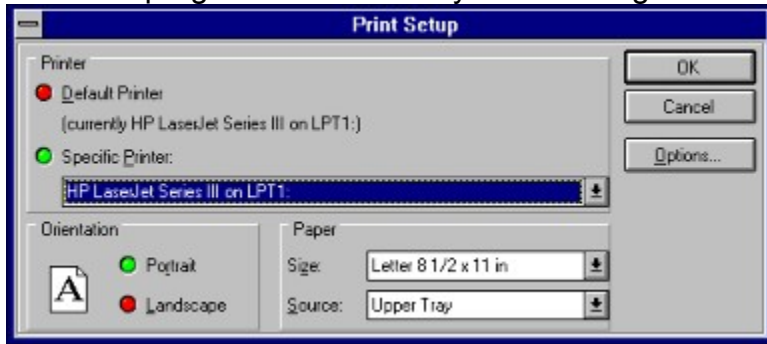 Print Setup
Printer
Default Printer
(currently HP LaserJet Series III on LPT1:)
Specific Printer:
HP LaserJet Series III on LPT1:
OK
Cancel
Options...
Orientation
A
Portrait
Landscape
Paper
Size: Letter 8 1/2 x 11 in
Source: Upper Tray